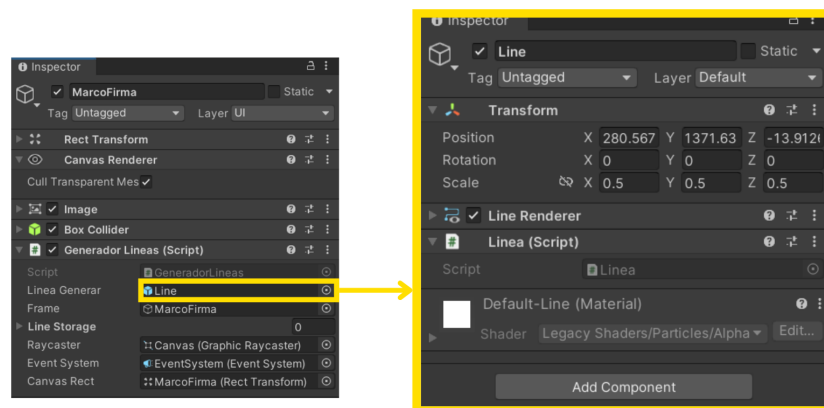 Inspector
MarcoFirma
Static
Tag Untagged
Layer UI
Rect Transform
Canvas Renderer
Cull Transparent Mes
Image
Box Collider
Generador Lineas (Script)
Script GeneradorLineas
Linea Generar Line
Frame MarcoFirma
Line Storage 0
Raycaster Canvas (Graphic Raycaster)
Event System EventSystem (Event System)
Canvas Rect MarcoFirma (Rect Transform)
Inspector
Line
Static
Tag Untagged
Layer Default
Transform
Position X 280.567 Y 1371.63 Z -13.9126
Rotation X 0 Y 0 Z 0
Scale X 0.5 Y 0.5 Z 0.5
Line Renderer
Linea (Script)
Script Linea
Default-Line (Material)
Shader Legacy Shaders/Particles/Alpha Edit...
Add Component